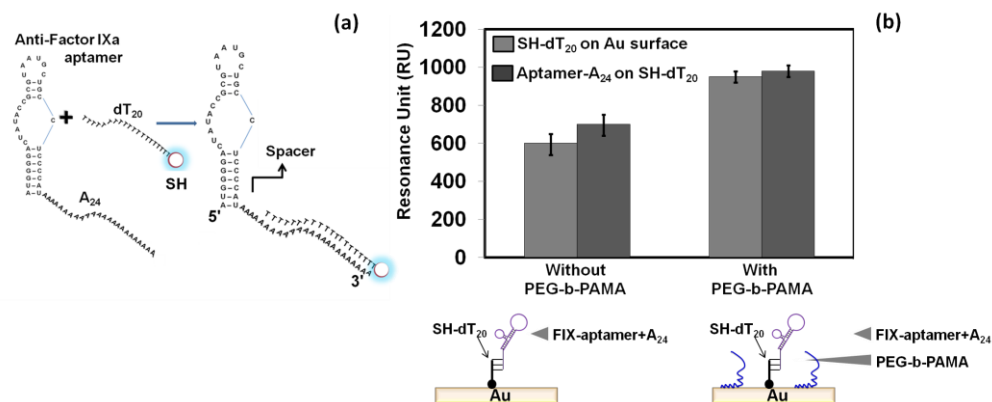 (a)
Anti-Factor IXa
aptamer
+
dT20
SH
A24
Spacer
5'
3'
(b)
Resonance Unit (RU)
1200
1000
800
600
400
200
0
SH-dT20 on Au surface
Aptamer-A24 on SH-dT20
Without
PEG-b-PAMA
With
PEG-b-PAMA
SH-dT20
FIX-aptamer+A24
Au
SH-dT20
FIX-aptamer+A24
PEG-b-PAMA
Au